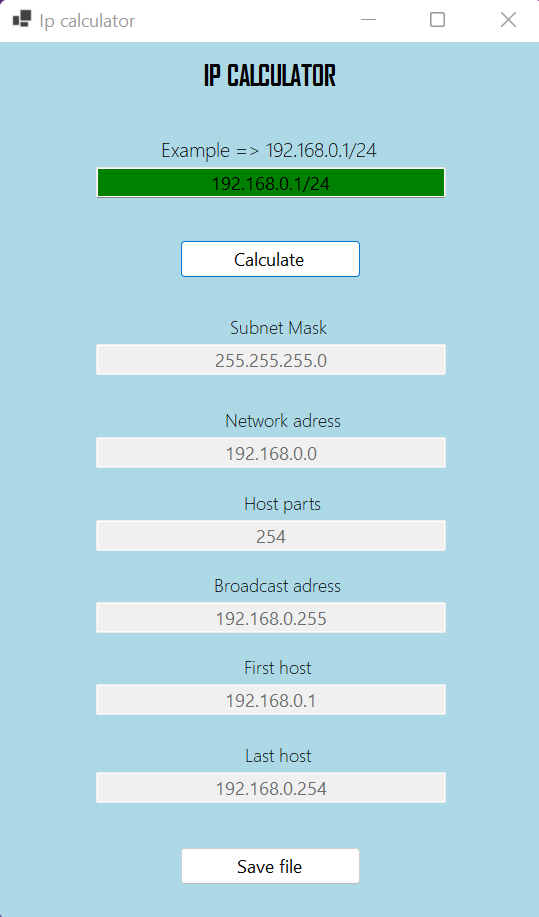 Ip calculator
IP CALCULATOR
Example => 192.168.0.1/24
192.168.0.1/24
Calculate
Subnet Mask
255.255.255.0
Network adress
192.168.0.0
Host parts
254
Broadcast adress
192.168.0.255
First host
192.168.0.1
Last host
192.168.0.254
Save file